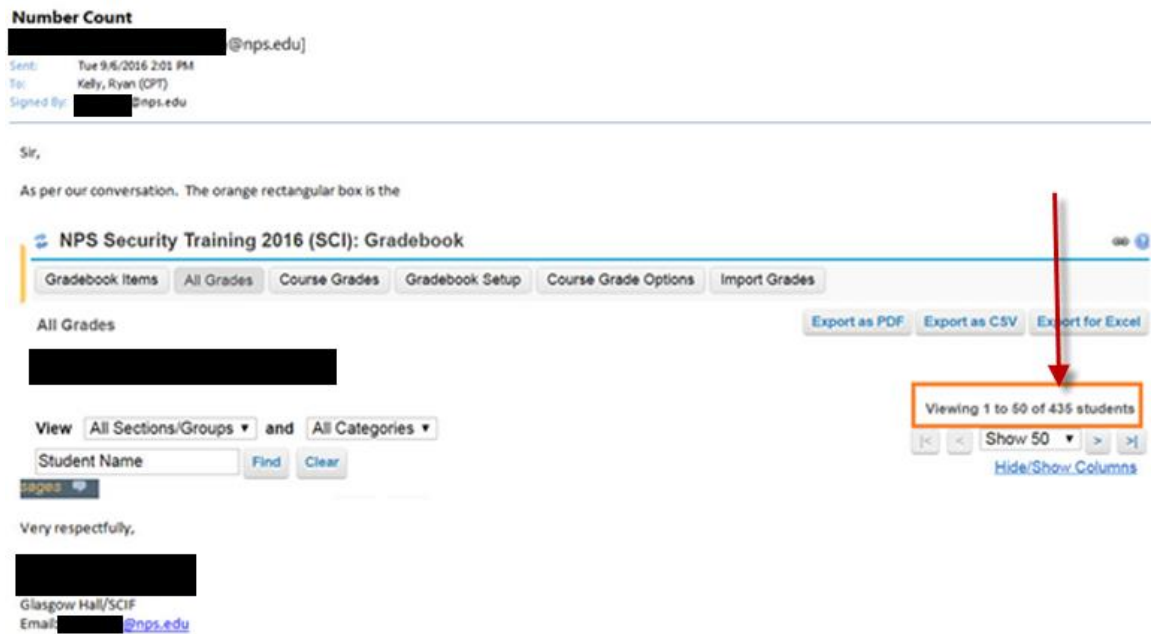 Number Count
@nps.edu]
Sent: Tue 9/6/2016 2:01 PM
To: Kelly, Ryan (CPT)
Signed By: @nps.edu
Sir,
As per our conversation. The orange rectangular box is the
NPS Security Training 2016 (SCI): Gradebook
Gradebook Items All Grades Course Grades Gradebook Setup Course Grade Options Import Grades
All Grades Export as PDF Export as CSV Export for Excel
Viewing 1 to 50 of 435 students
View All Sections/Groups and All Categories
|< < Show 50 > >|
Student Name Find Clear
Hide/Show Columns
sages
Very respectfully,
Glasgow Hall/SCIF
Email: @nps.edu